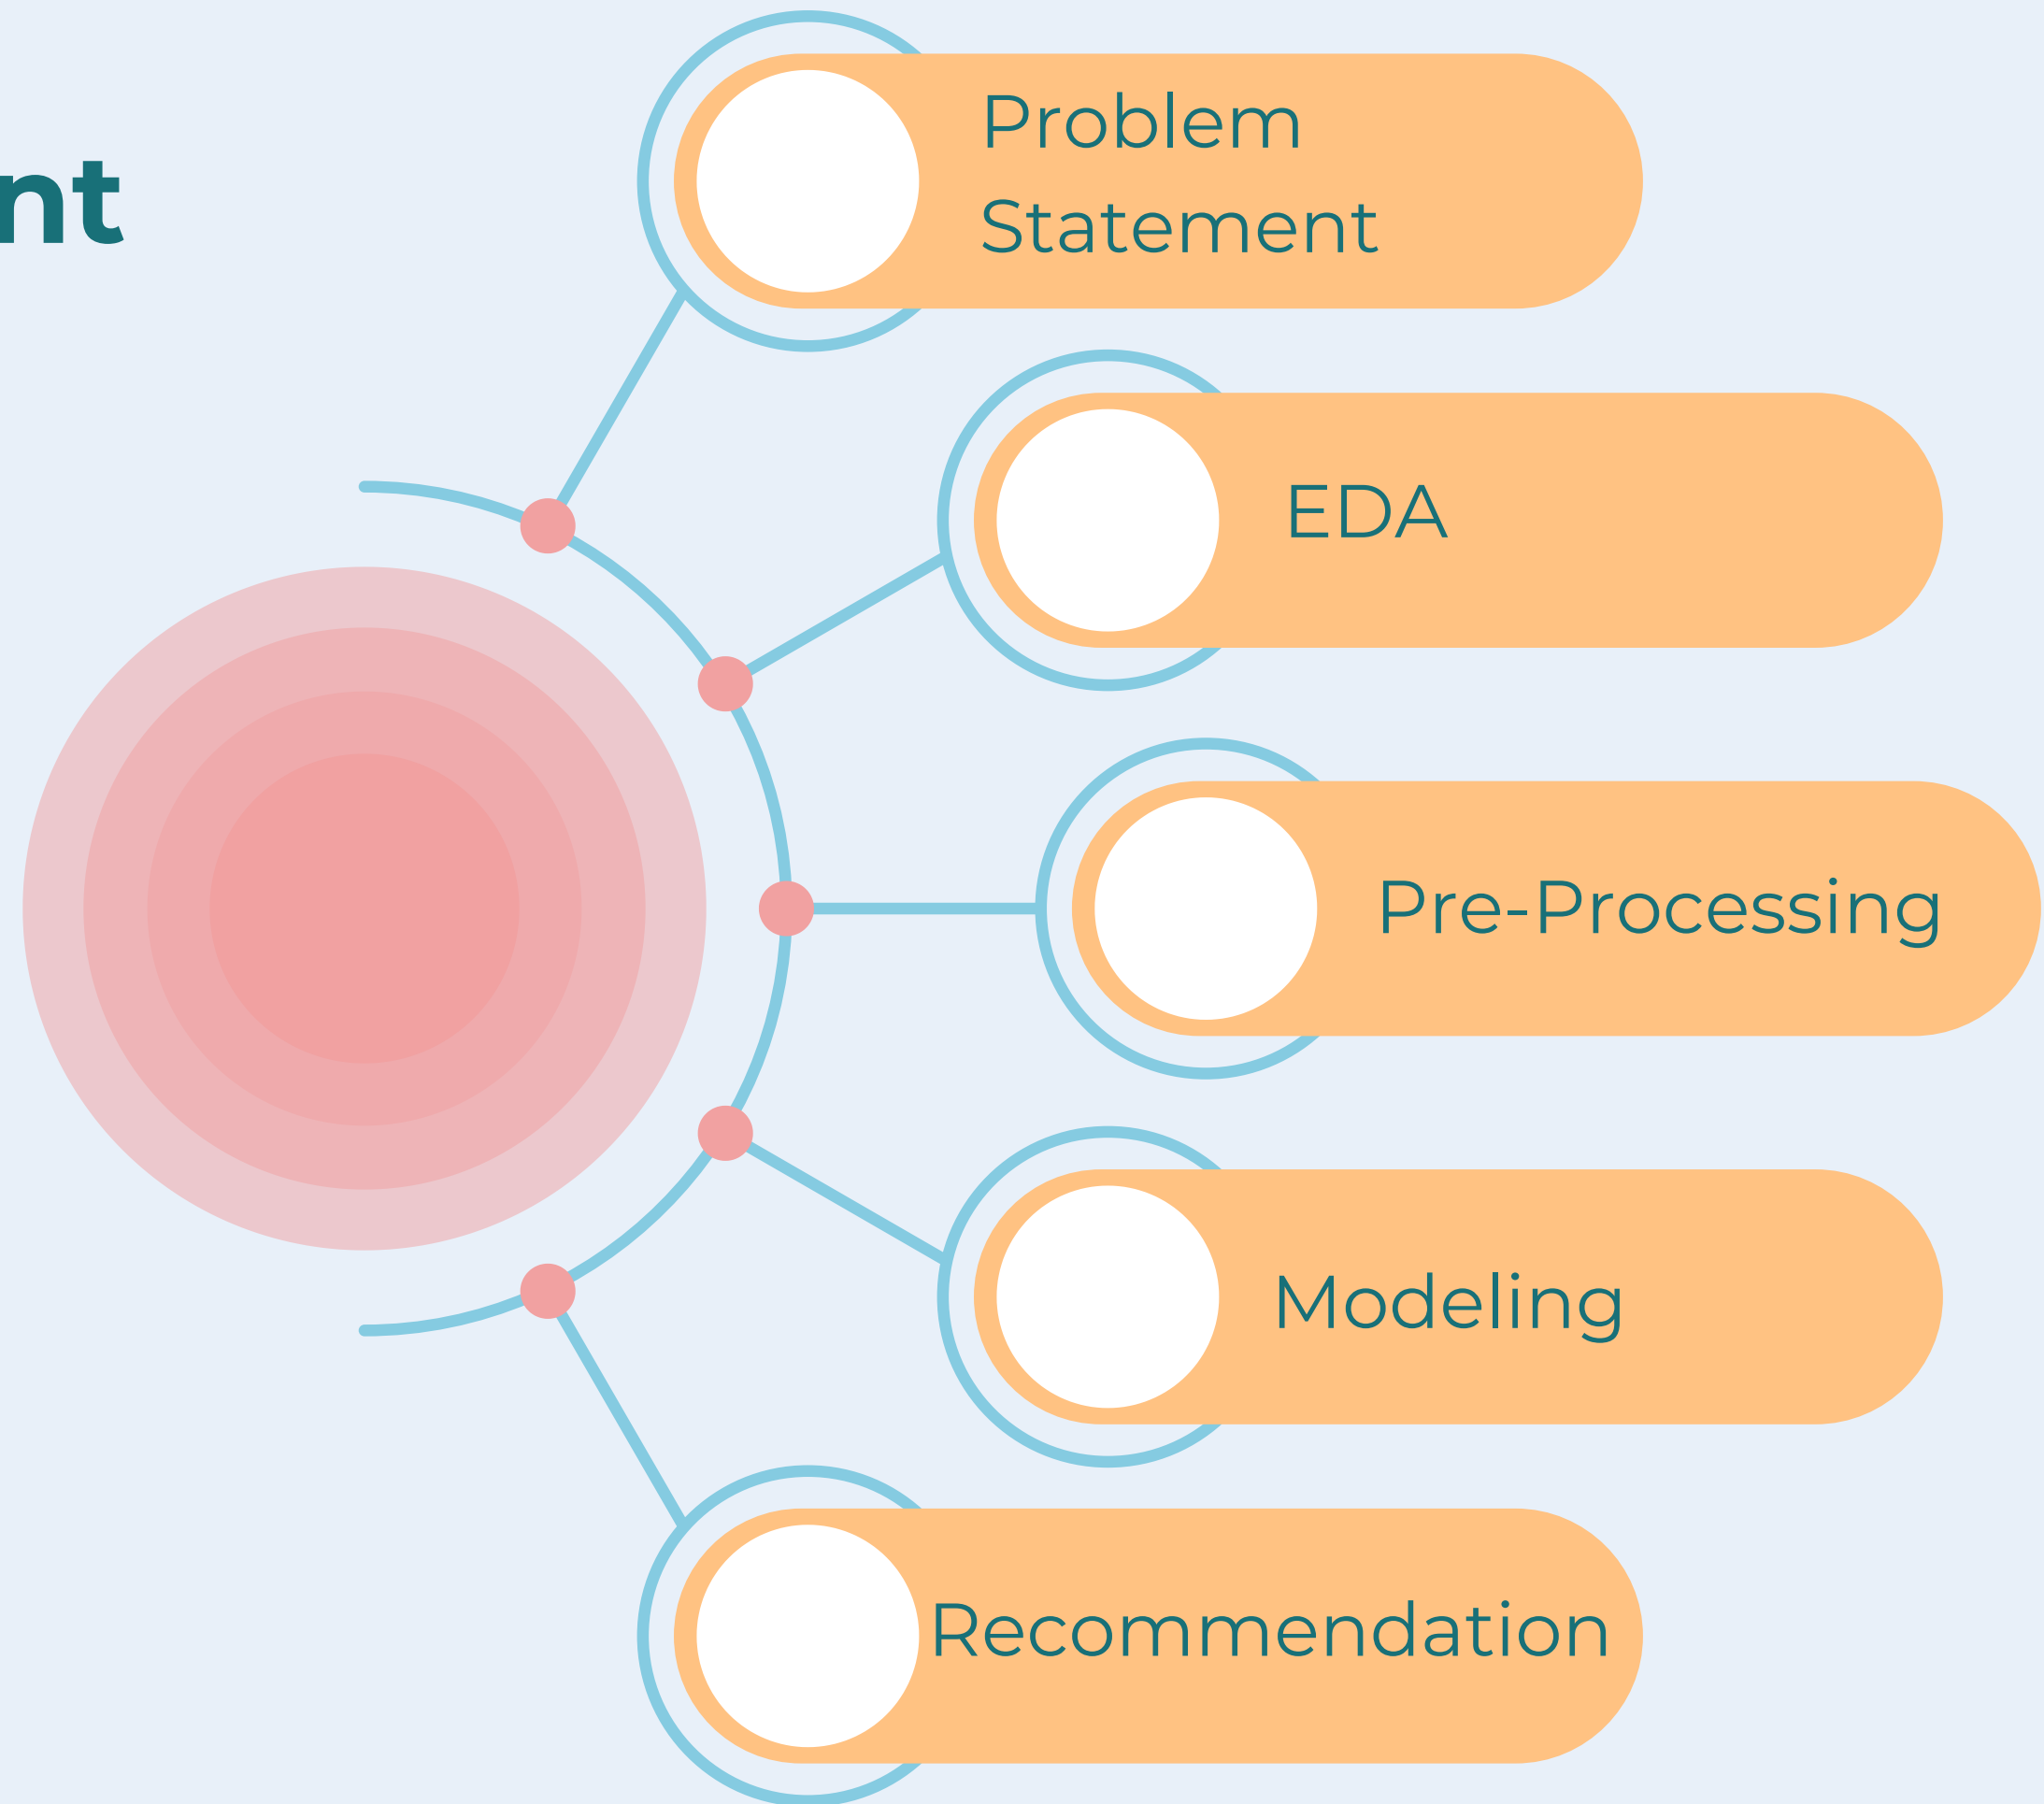 nt
Problem
Statement
EDA
Pre-Processing
Modeling
Recommendation